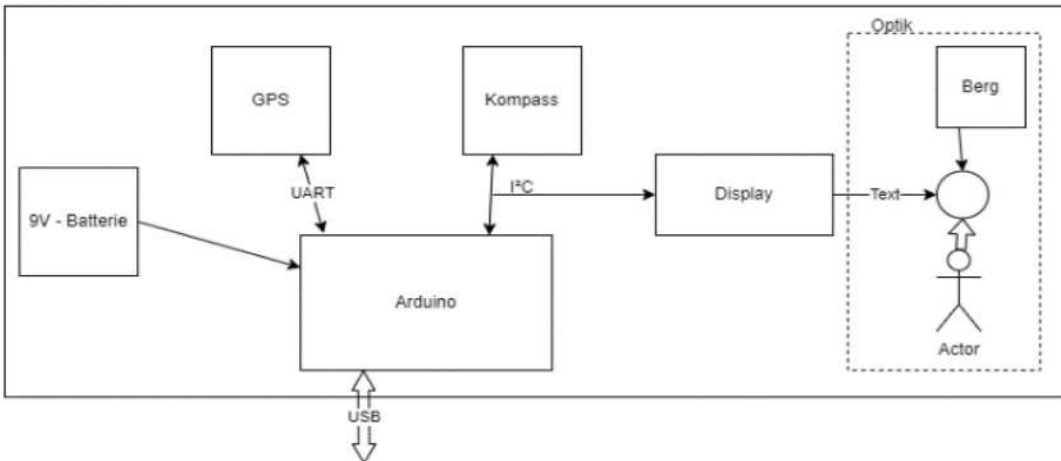 Optik
GPS
Kompass
Berg
UART
I²C
9V - Batterie
Display
Text
Arduino
Actor
USB